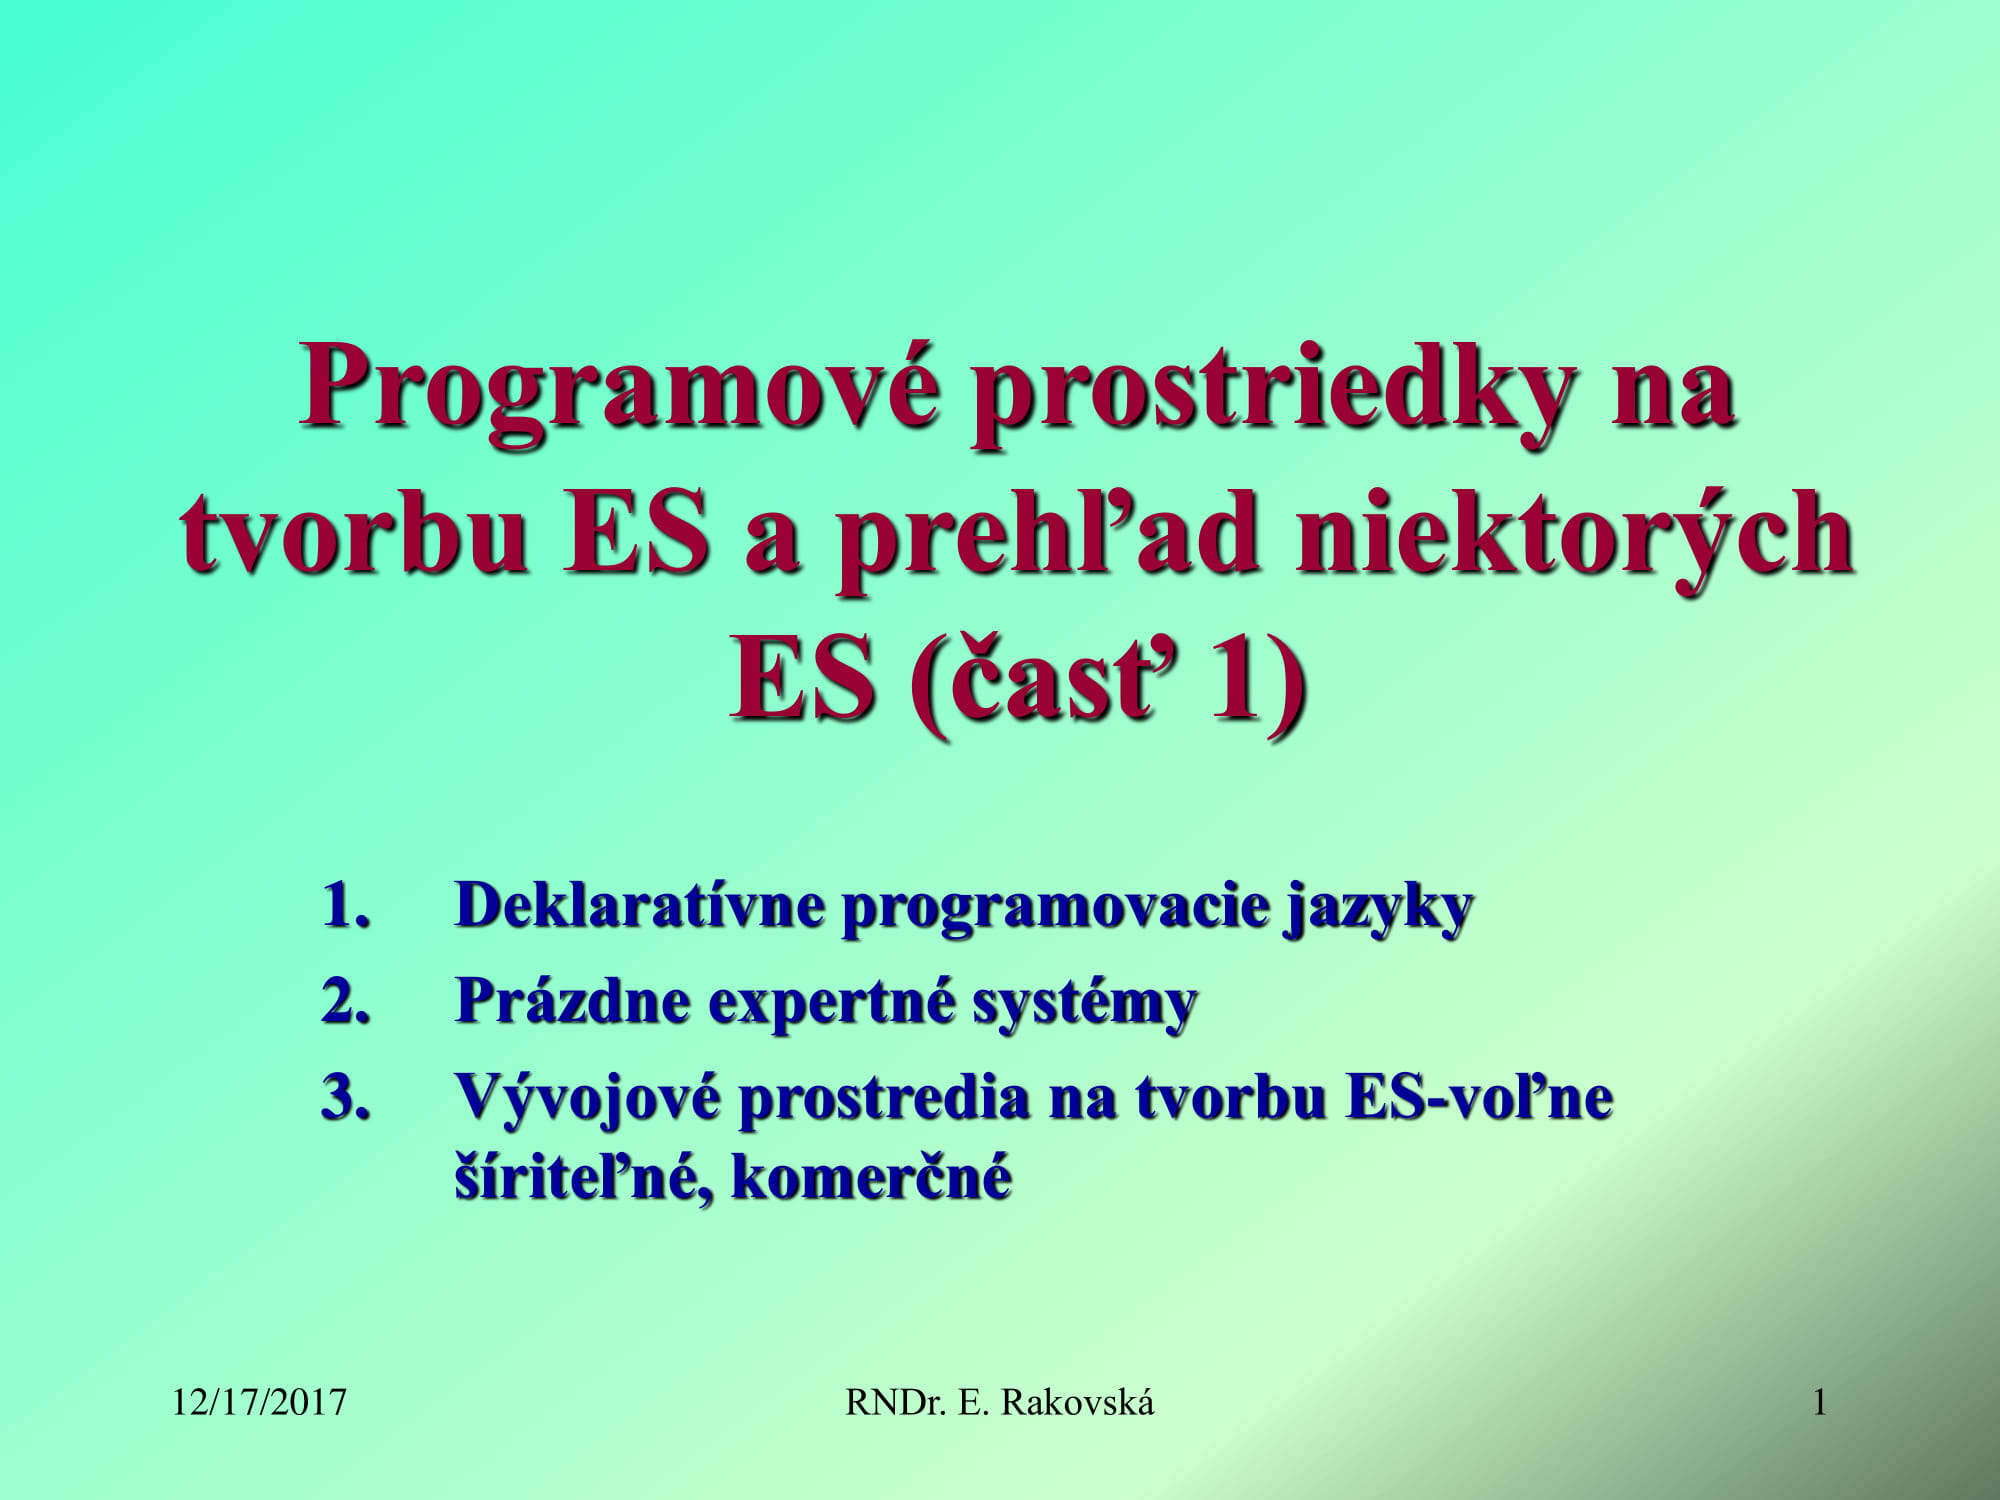 Programové prostriedky na
tvorbu ES a prehľad niektorých
ES (časť 1)
1. Deklaratívne programovacie jazyky
2. Prázdne expertné systémy
3. Vývojové prostredia na tvorbu ES-voľne
šíriteľné, komerčné
12/17/2017 RNDr. E. Rakovská 1